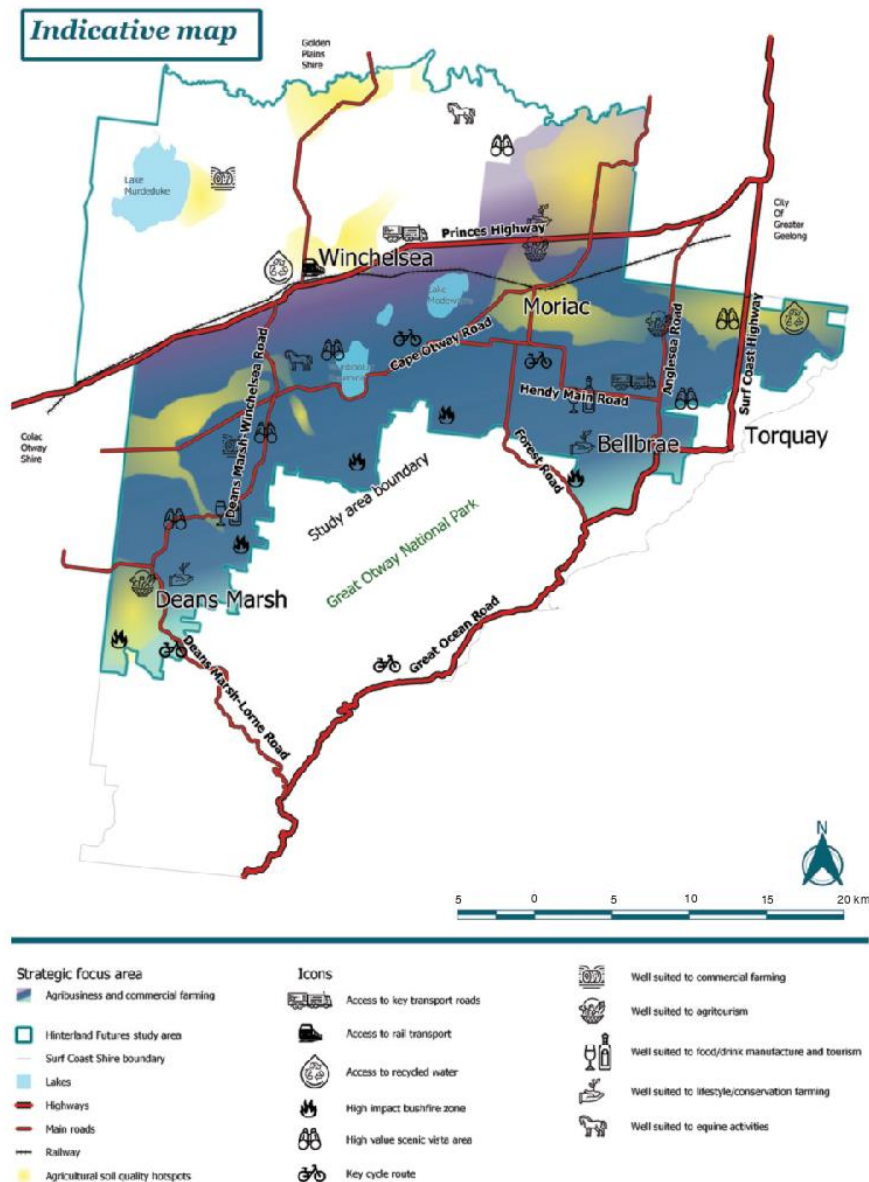 Indicative map
Golden
Plains
Shire
Lake
Murdeduke
City
Of
Greater
Geelong
Princes Highway
Winchelsea
Lake
Moriac
Cape Otway Road
Deans Marsh-Winchelsea Road
Hendy Main Road
Anglesea Road
Surf Coast Highway
Colac
Otway
Shire
Bellbrae
Torquay
Forest Road
Study area boundary
Great Otway National Park
Deans Marsh
Great Ocean Road
Deans Marsh-Lorne Road
N
5 0 5 10 15 20 km
Strategic focus area
Agribusiness and commercial farming
Hinterland Futures study area
Surf Coast Shire boundary
Lakes
Highways
Main roads
Railway
Agricultural soil quality hotspots
Icons
Access to key transport roads
Access to rail transport
Access to recycled water
High impact bushfire zone
High value scenic vista area
Key cycle route
Well suited to commercial farming
Well suited to agritourism
Well suited to food/drink manufacture and tourism
Well suited to lifestyle/conservation farming
Well suited to equine activities